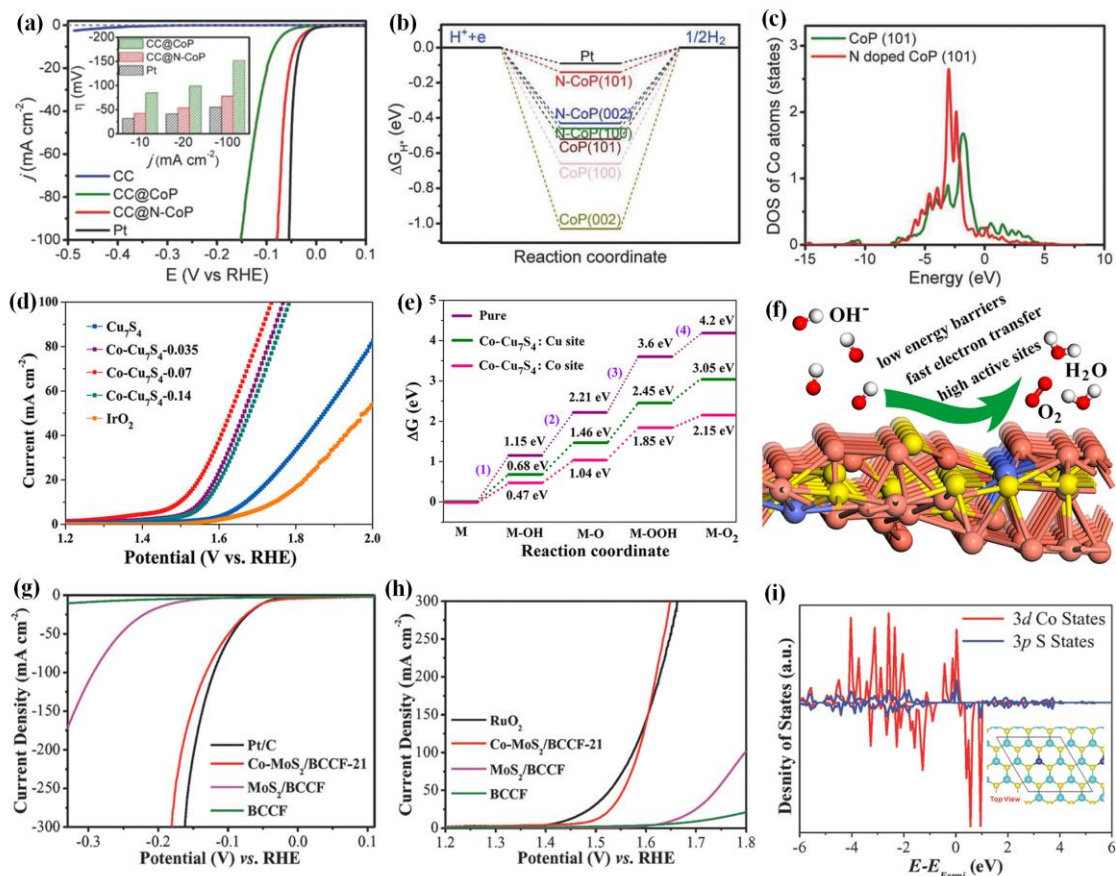 (a)
0
-20
-40
-60
-80
-100
j (mA cm⁻²)
-0.5 -0.4 -0.3 -0.2 -0.1 0.0 0.1
E (V vs RHE)
-200
-150
-100
-50
0
η (mV)
CC@CoP
CC@N-CoP
Pt
-10 -20 -100
j (mA cm⁻²)
CC
CC@CoP
CC@N-CoP
Pt
(b)
H⁺+e
1/2H₂
0.0
-0.2
-0.4
-0.6
-0.8
-1.0
ΔG_H* (eV)
Pt
N-CoP(101)
N-CoP(002)
N-CoP(100)
CoP(101)
CoP(100)
CoP(002)
Reaction coordinate
(c)
CoP (101)
N doped CoP (101)
3
2
1
0
DOS of Co atoms (states)
-15 -10 -5 0 5 10 15
Energy (eV)
(d)
100
80
60
40
20
0
Current (mA cm⁻²)
Cu₇S₄
Co-Cu₇S₄-0.035
Co-Cu₇S₄-0.07
Co-Cu₇S₄-0.14
IrO₂
1.2 1.4 1.6 1.8 2.0
Potential (V vs. RHE)
(e)
5
4
3
2
1
0
ΔG (eV)
Pure
Co-Cu₇S₄: Cu site
Co-Cu₇S₄: Co site
(1)
(2)
(3)
(4)
1.15 eV
2.21 eV
3.6 eV
4.2 eV
0.68 eV
1.46 eV
2.45 eV
3.05 eV
0.47 eV
1.04 eV
1.85 eV
2.15 eV
M M-OH M-O M-OOH M-O₂
Reaction coordinate
(f)
OH⁻
low energy barriers
fast electron transfer
high active sites
H₂O
O₂
(g)
0
-50
-100
-150
-200
-250
-300
Current Density (mA cm⁻²)
Pt/C
Co-MoS₂/BCCF-21
MoS₂/BCCF
BCCF
-0.3 -0.2 -0.1 0.0 0.1
Potential (V) vs. RHE
(h)
300
250
200
150
100
50
0
Current Density (mA cm⁻²)
RuO₂
Co-MoS₂/BCCF-21
MoS₂/BCCF
BCCF
1.2 1.3 1.4 1.5 1.6 1.7 1.8
Potential (V) vs. RHE
(i)
3d Co States
3p S States
Desnity of States (a.u.)
Top View
-6 -4 -2 0 2 4 6
E-E_Fermi (eV)